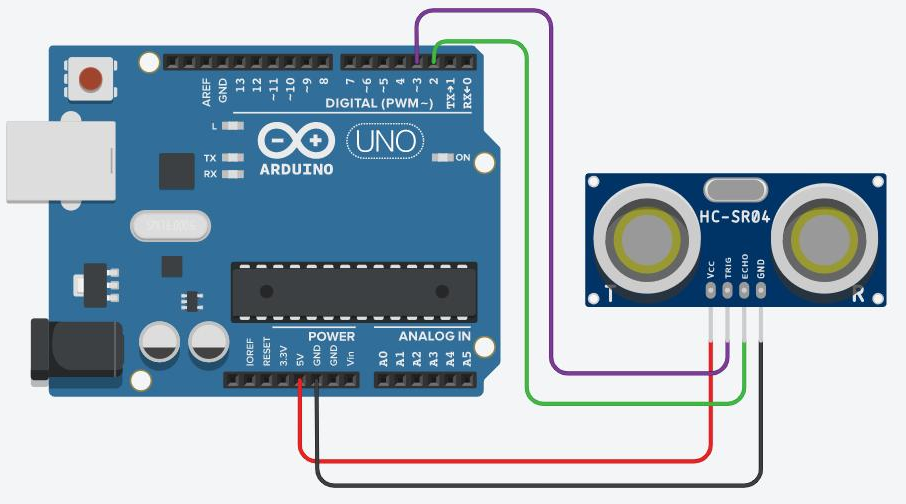 AREF
GND
13
12
~11
~10
~9
8
7
~6
~5
4
~3
2
TX→1
RX←0
DIGITAL (PWM~)
L
TX
RX
UNO
ON
ARDUINO
HC-SR04
Vcc
TRIG
ECHO
GND
T
R
POWER
ANALOG IN
IOREF
RESET
3.3V
5V
GND
GND
Vin
A0
A1
A2
A3
A4
A5